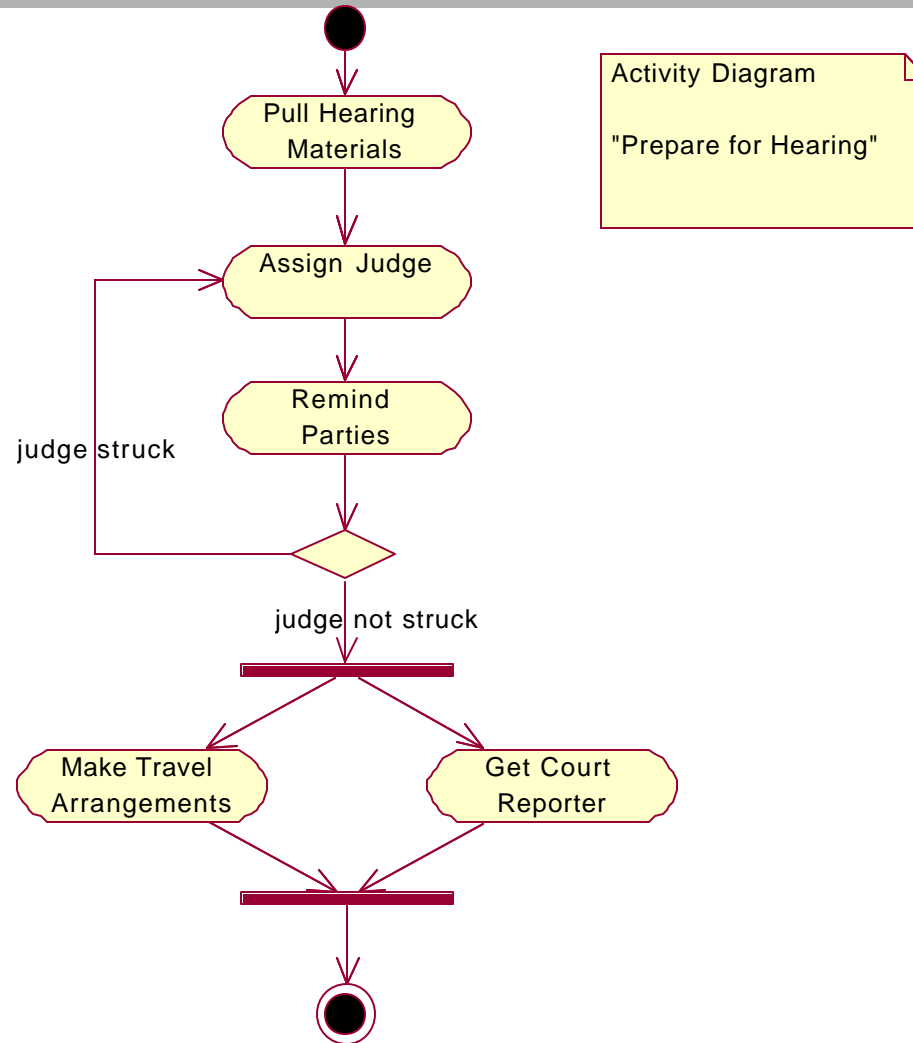 Activity Diagram
"Prepare for Hearing"
Pull Hearing
Materials
Assign Judge
Remind
Parties
judge struck
judge not struck
Make Travel
Arrangements
Get Court
Reporter